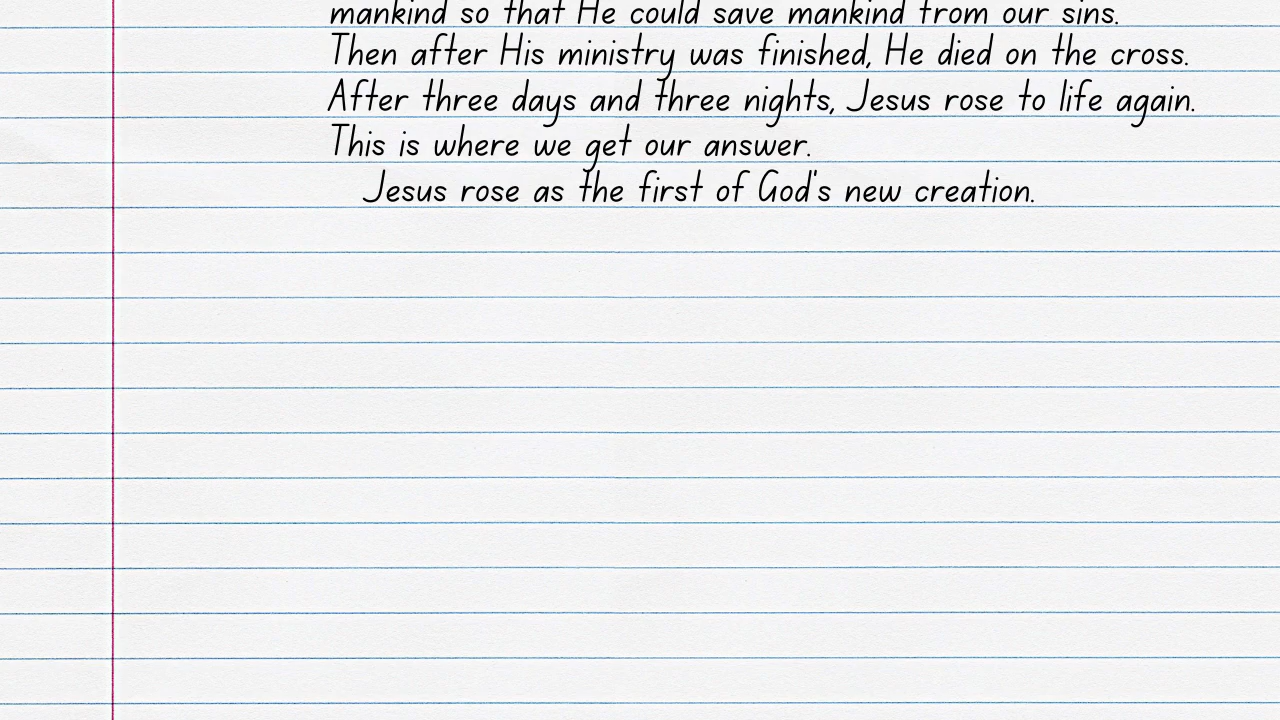 mankind so that He could save mankind from our sins.
Then after His ministry was finished, He died on the cross.
After three days and three nights, Jesus rose to life again.
This is where we get our answer.
Jesus rose as the first of God's new creation.